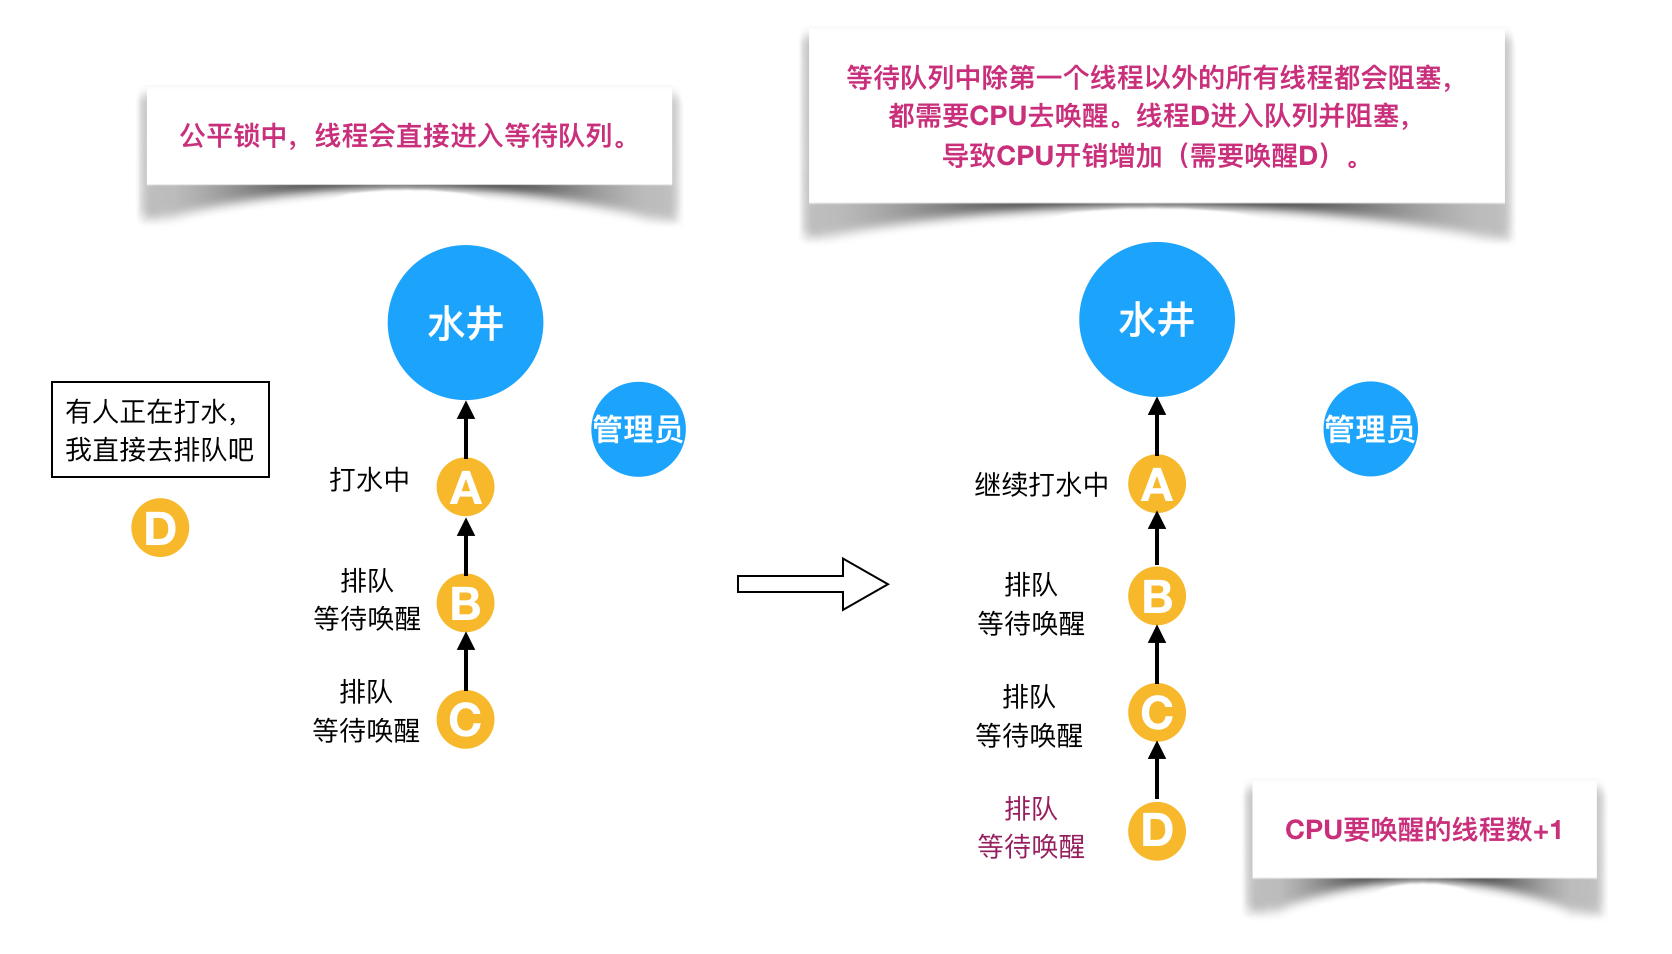 公平锁中，线程会直接进入等待队列。
水井
管理员
有人正在打水，
我直接去排队吧
D
打水中
A
排队
等待唤醒
B
排队
等待唤醒
C
等待队列中除第一个线程以外的所有线程都会阻塞，
都需要CPU去唤醒。线程D进入队列并阻塞，
导致CPU开销增加（需要唤醒D）。
水井
管理员
继续打水中
A
排队
等待唤醒
B
排队
等待唤醒
C
排队
等待唤醒
D
CPU要唤醒的线程数+1